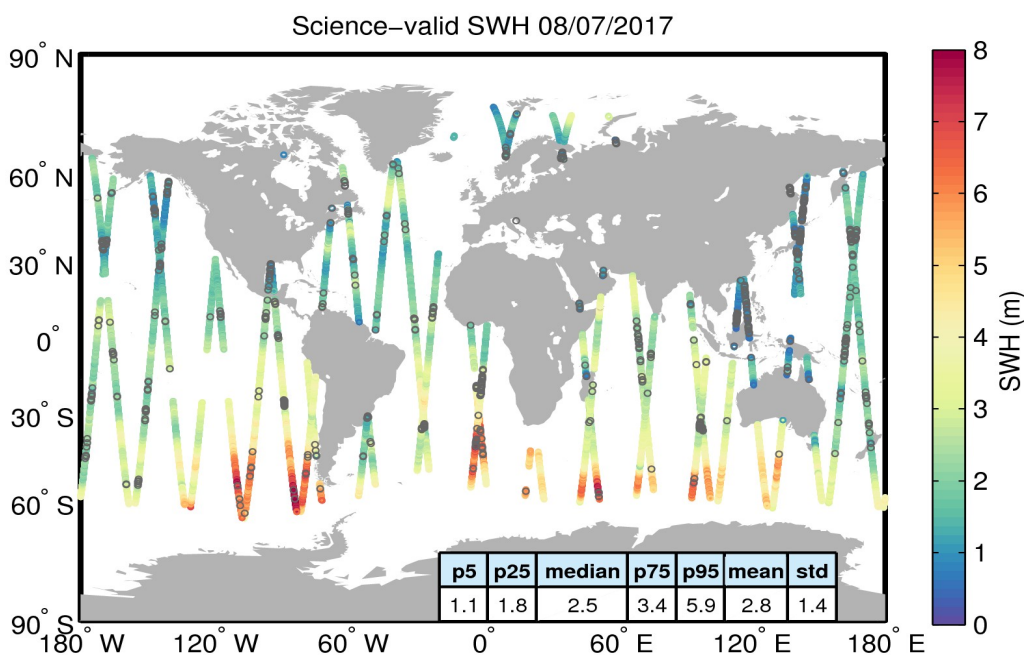 Science−valid SWH 08/07/2017
90° N
60° N
30° N
0°
30° S
60° S
90° S
180° W
120° W
60° W
0°
60° E
120° E
180° E
p5 p25 median p75 p95 mean std
1.1 1.8 2.5 3.4 5.9 2.8 1.4
8
7
6
5
4
3
2
1
0
SWH (m)